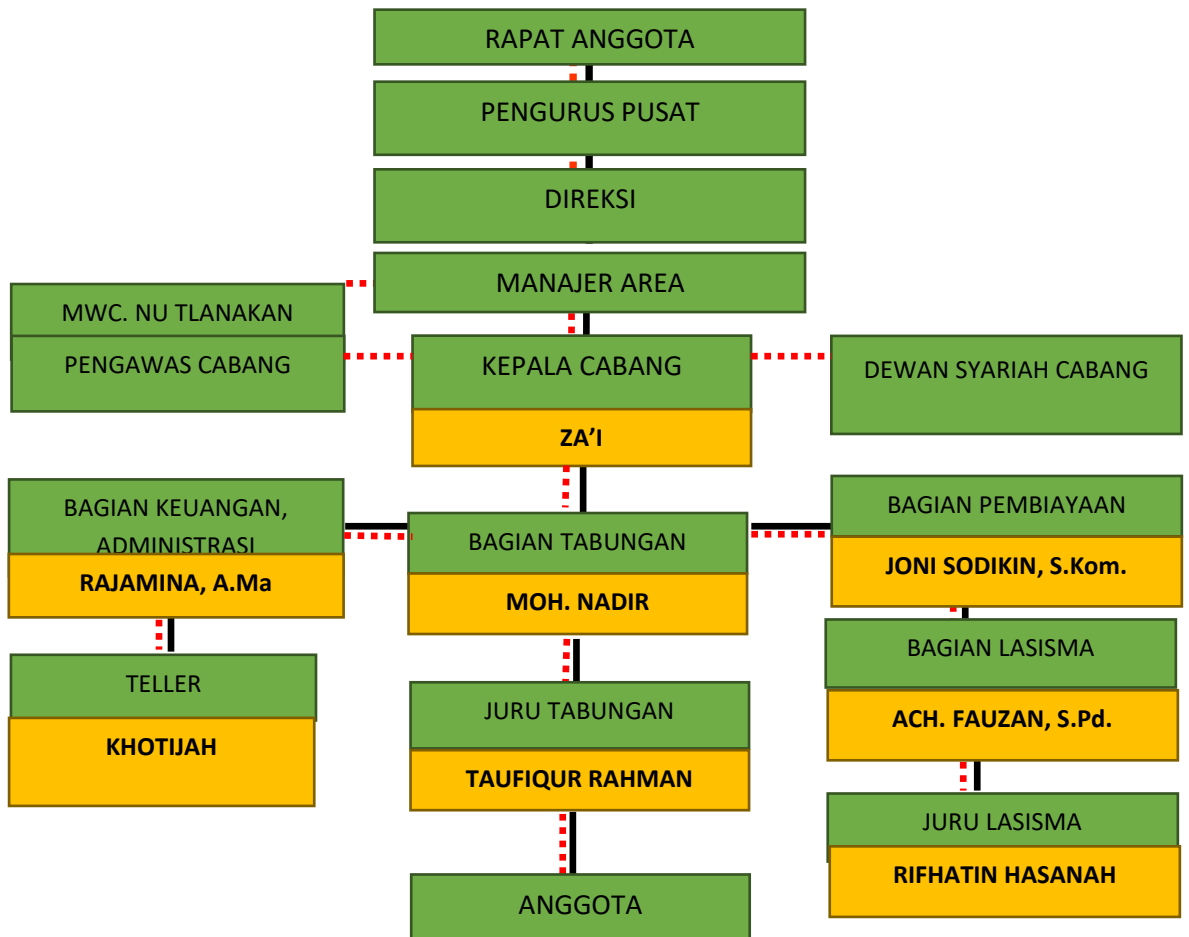 RAPAT ANGGOTA
PENGURUS PUSAT
DIREKSI
MANAJER AREA
MWC. NU TLANAKAN
PENGAWAS CABANG
KEPALA CABANG
ZA’I
DEWAN SYARIAH CABANG
BAGIAN KEUANGAN,
ADMINISTRASI
RAJAMINA, A.Ma
BAGIAN TABUNGAN
MOH. NADIR
BAGIAN PEMBIAYAAN
JONI SODIKIN, S.Kom.
TELLER
KHOTIJAH
JURU TABUNGAN
TAUFIQUR RAHMAN
BAGIAN LASISMA
ACH. FAUZAN, S.Pd.
JURU LASISMA
RIFHATIN HASANAH
ANGGOTA